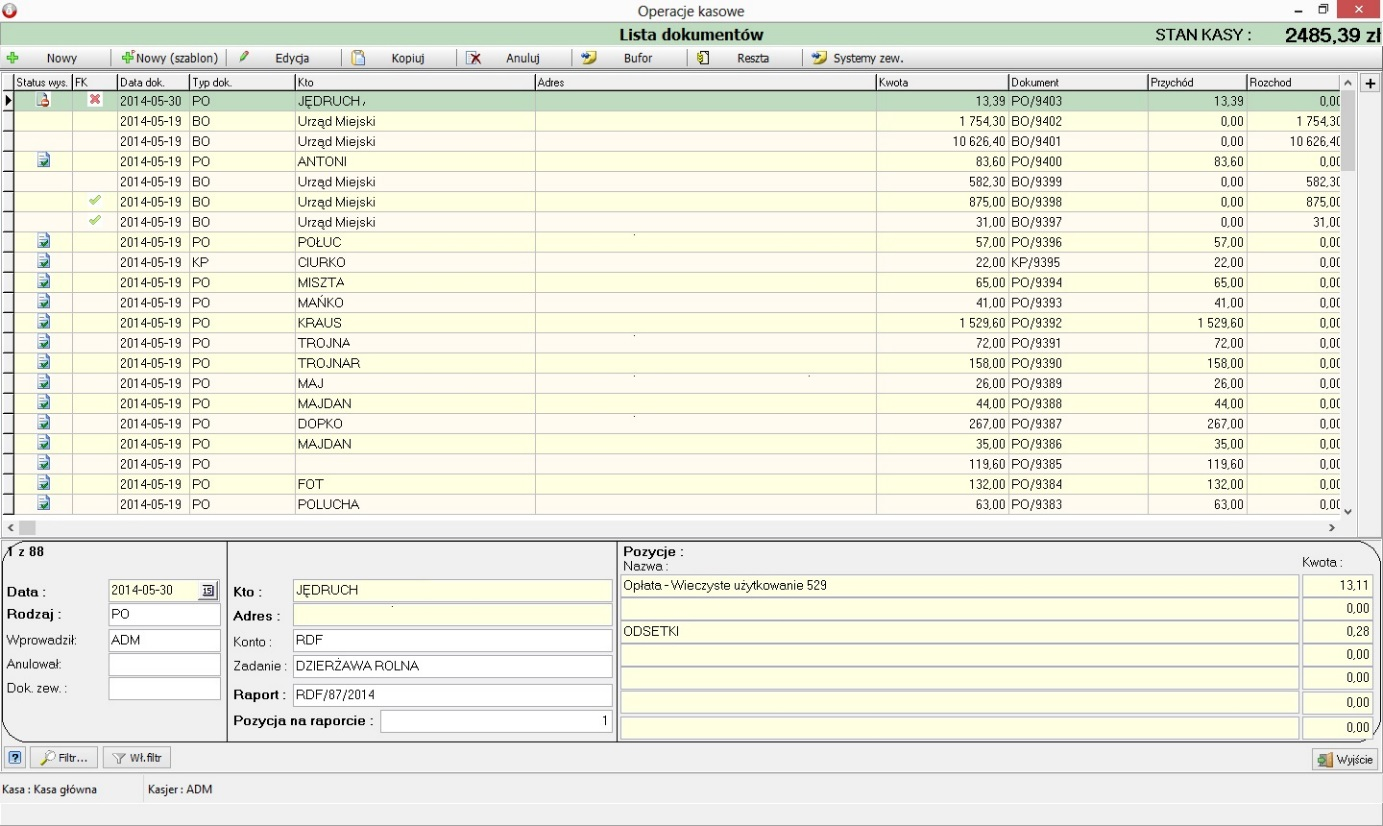 Operacje kasowe
Lista dokumentów STAN KASY : 2485,39 zł
Nowy Nowy (szablon) Edycja Kopiuj Anuluj Bufor Reszta Systemy zew.
Status wys. FK Data dok. Typ dok. Kto Adres Kwota Dokument Przychód Rozchod
2014-05-30 PO JĘDRUCH, 13,39 PO/9403 13,39 0,00
2014-05-19 BO Urząd Miejski 1 754,30 BO/9402 0,00 1 754,30
2014-05-19 BO Urząd Miejski 10 626,40 BO/9401 0,00 10 626,40
2014-05-19 PO ANTONI 83,60 PO/9400 83,60 0,00
2014-05-19 BO Urząd Miejski 582,30 BO/9399 0,00 582,30
2014-05-19 BO Urząd Miejski 875,00 BO/9398 0,00 875,00
2014-05-19 BO Urząd Miejski 31,00 BO/9397 0,00 31,00
2014-05-19 PO POŁUC 57,00 PO/9396 57,00 0,00
2014-05-19 KP CIURKO 22,00 KP/9395 22,00 0,00
2014-05-19 PO MISZTA 65,00 PO/9394 65,00 0,00
2014-05-19 PO MAŃKO 41,00 PO/9393 41,00 0,00
2014-05-19 PO KRAUS 1 529,60 PO/9392 1 529,60 0,00
2014-05-19 PO TROJNA 72,00 PO/9391 72,00 0,00
2014-05-19 PO TROJNAR 158,00 PO/9390 158,00 0,00
2014-05-19 PO MAJ 26,00 PO/9389 26,00 0,00
2014-05-19 PO MAJDAN 44,00 PO/9388 44,00 0,00
2014-05-19 PO DOPKO 267,00 PO/9387 267,00 0,00
2014-05-19 PO MAJDAN 35,00 PO/9386 35,00 0,00
2014-05-19 PO 119,60 PO/9385 119,60 0,00
2014-05-19 PO FOT 132,00 PO/9384 132,00 0,00
2014-05-19 PO POLUCHA 63,00 PO/9383 63,00 0,00
1 z 88
Data : 2014-05-30 15
Rodzaj : PO
Wprowadził: ADM
Anulował:
Dok. zew. :
Kto : JĘDRUCH
Adres :
Konto : RDF
Zadanie : DZIERŻAWA ROLNA
Raport : RDF/87/2014
Pozycja na raporcie : 1
Pozycje :
Nazwa : Kwota :
Opłata - Wieczyste użytkowanie 529 13,11
0,00
ODSETKI 0,28
0,00
0,00
0,00
0,00
? Filtr... Wł.filtr Wyjście
Kasa : Kasa główna Kasjer : ADM